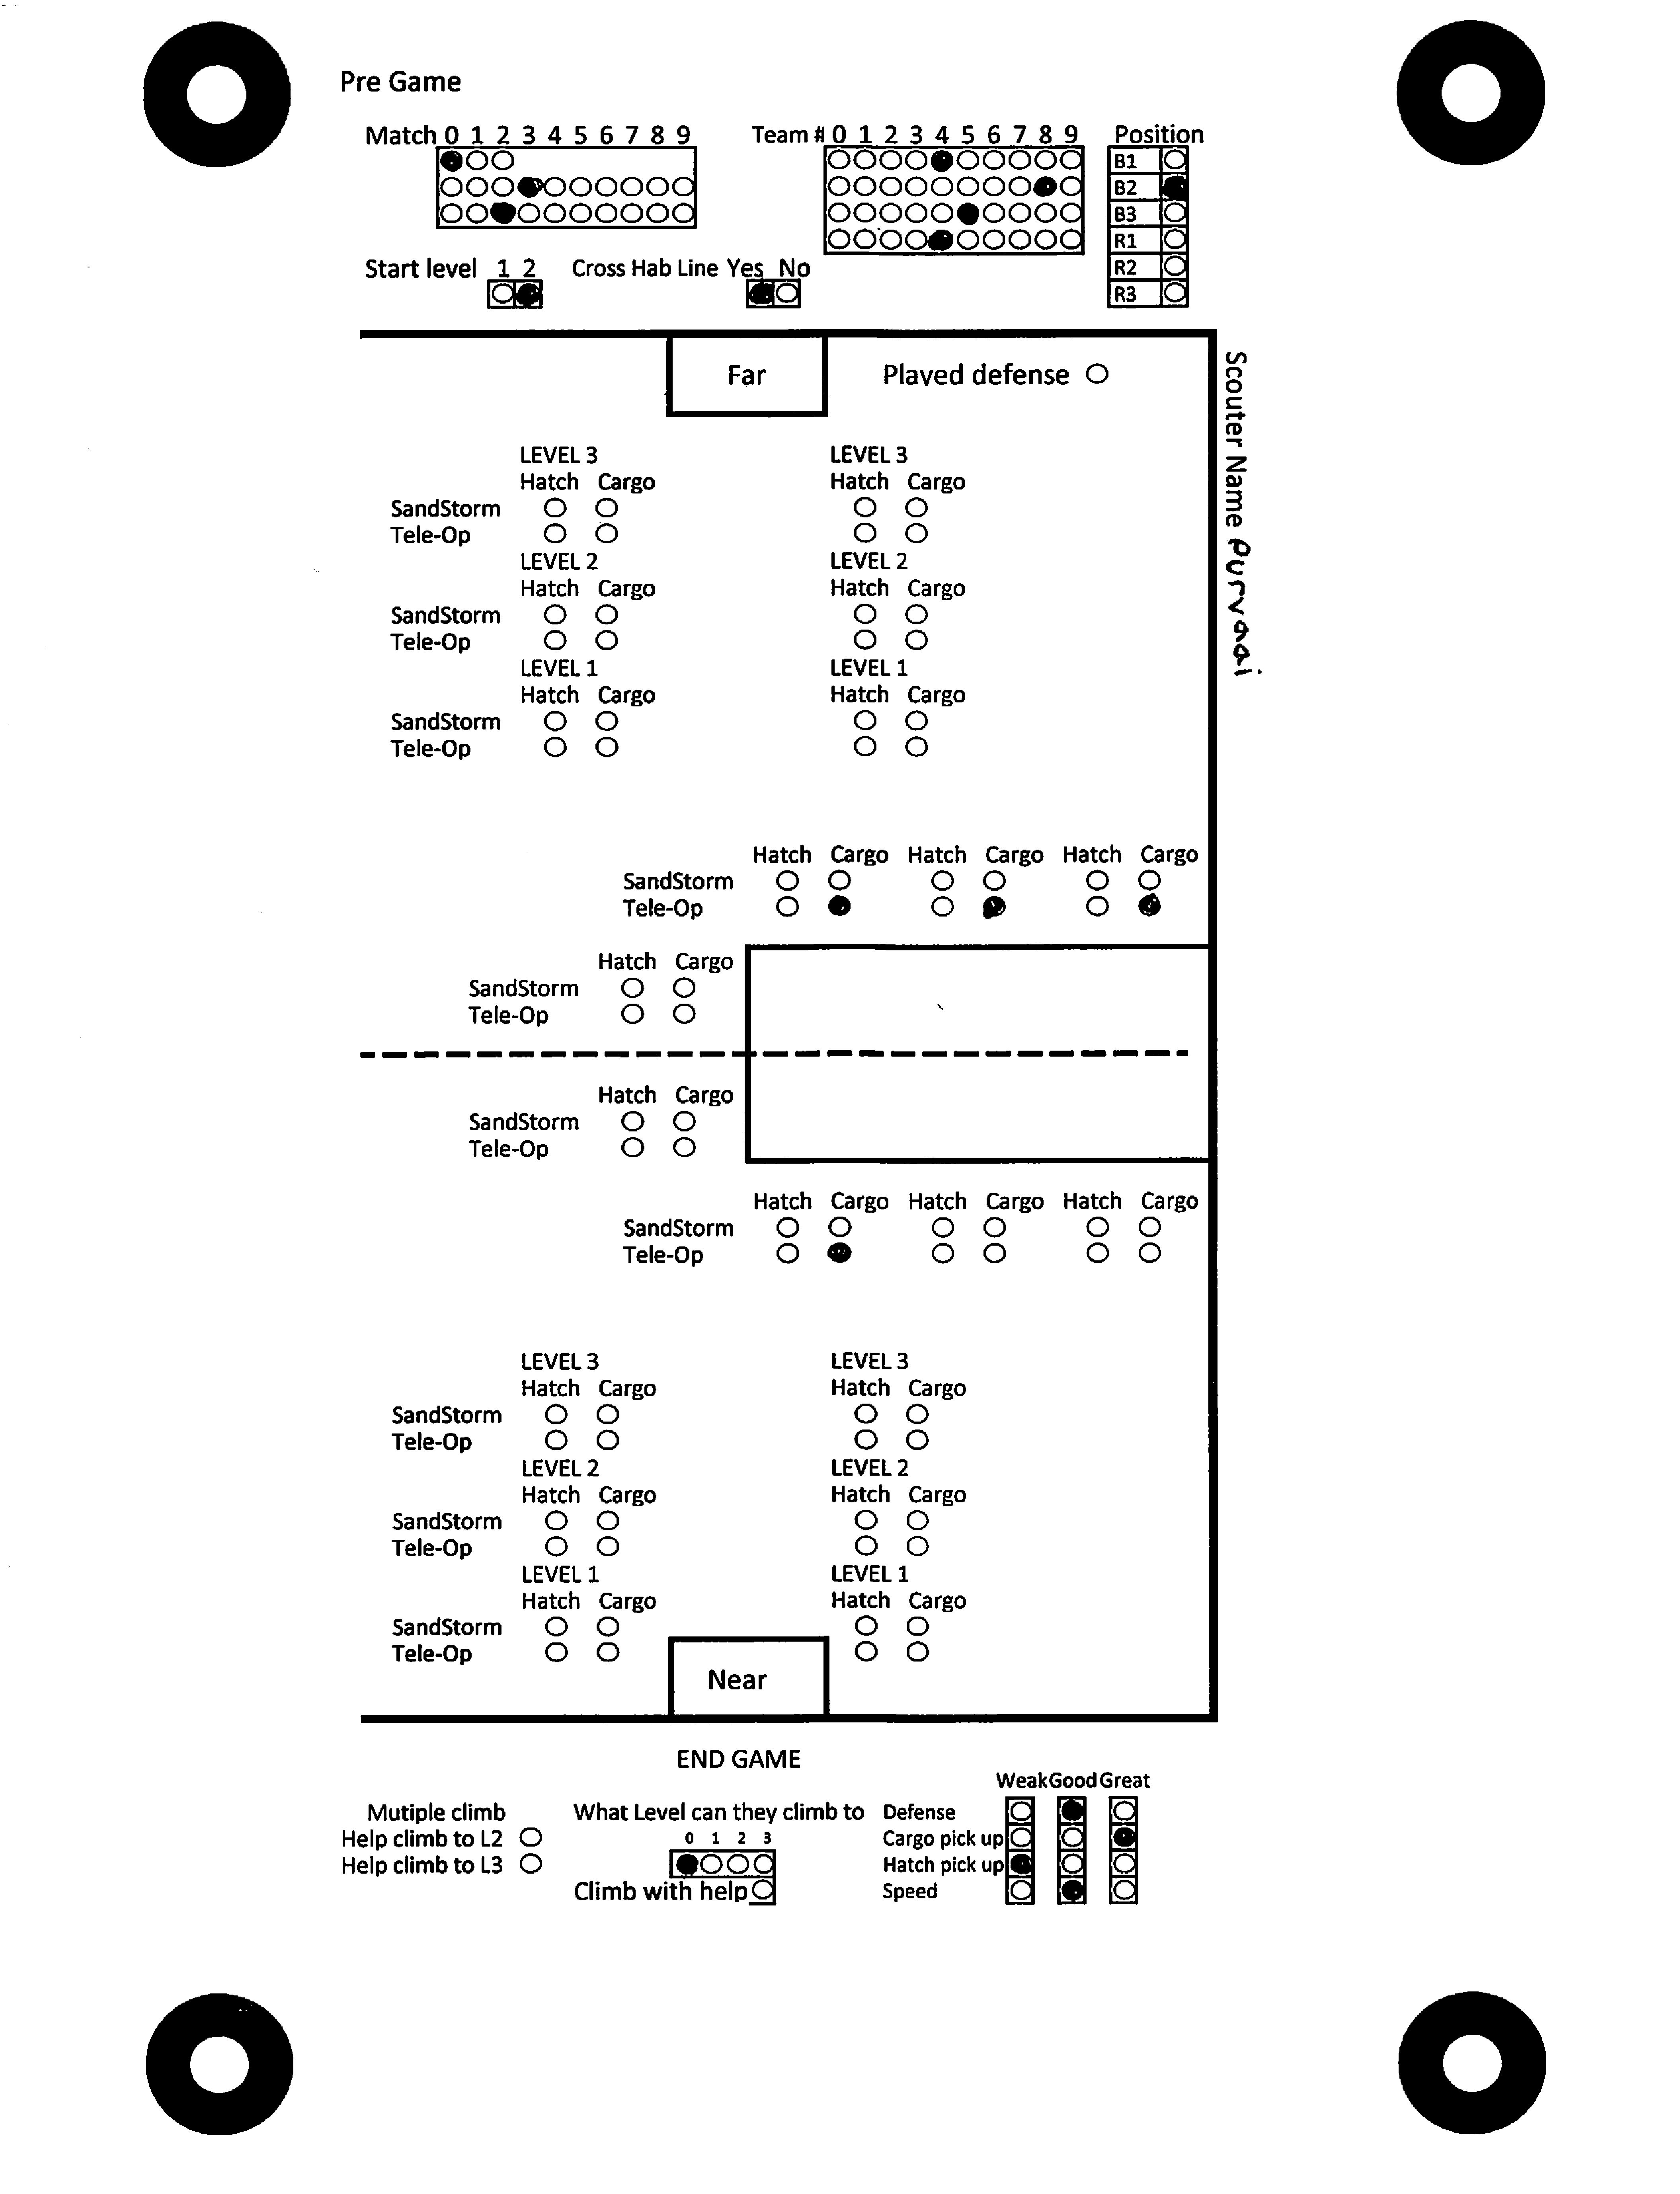 Pre Game
Match 0 1 2 3 4 5 6 7 8 9
Team # 0 1 2 3 4 5 6 7 8 9
Position
B1
B2
B3
R1
R2
R3
Start level 1 2
Cross Hab Line Yes No
Far
Played defense
Scouter Name Purvaai
LEVEL 3 LEVEL 3
Hatch Cargo Hatch Cargo
SandStorm
Tele-Op
LEVEL 2 LEVEL 2
Hatch Cargo Hatch Cargo
SandStorm
Tele-Op
LEVEL 1 LEVEL 1
Hatch Cargo Hatch Cargo
SandStorm
Tele-Op
Hatch Cargo Hatch Cargo Hatch Cargo
SandStorm
Tele-Op
Hatch Cargo
SandStorm
Tele-Op
Hatch Cargo
SandStorm
Tele-Op
Hatch Cargo Hatch Cargo Hatch Cargo
SandStorm
Tele-Op
LEVEL 3 LEVEL 3
Hatch Cargo Hatch Cargo
SandStorm
Tele-Op
LEVEL 2 LEVEL 2
Hatch Cargo Hatch Cargo
SandStorm
Tele-Op
LEVEL 1 LEVEL 1
Hatch Cargo Hatch Cargo
SandStorm
Tele-Op
Near
END GAME
Mutiple climb
Help climb to L2
Help climb to L3
What Level can they climb to
0 1 2 3
Climb with help
Weak Good Great
Defense
Cargo pick up
Hatch pick up
Speed